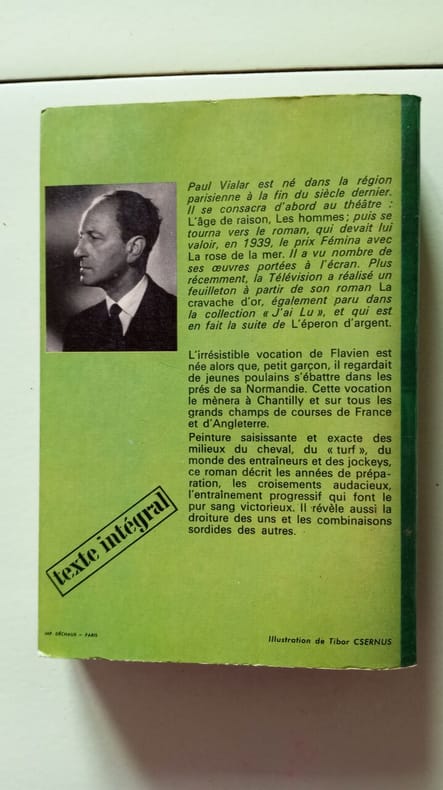 Paul Vialar est né dans la région
parisienne à la fin du siècle dernier.
Il se consacra d'abord au théâtre :
L'âge de raison, Les hommes ; puis se
tourna vers le roman, qui devait lui
valoir, en 1939, le prix Fémina avec
La rose de la mer. Il a vu nombre de
ses œuvres portées à l'écran. Plus
récemment, la Télévision a réalisé un
feuilleton à partir de son roman La
cravache d'or, également paru dans
la collection « J'ai Lu », et qui est
en fait la suite de L'éperon d'argent.
L'irrésistible vocation de Flavien est
née alors que, petit garçon, il regardait
de jeunes poulains s'ébattre dans les
prés de sa Normandie. Cette vocation
le mènera à Chantilly et sur tous les
grands champs de courses de France
et d'Angleterre.
Peinture saisissante et exacte des
milieux du cheval, du « turf », du
monde des entraîneurs et des jockeys,
ce roman décrit les années de prépa-
ration, les croisements audacieux,
l'entraînement progressif qui font le
pur sang victorieux. Il révèle aussi la
droiture des uns et les combinaisons
sordides des autres.
texte intégral
IMP. DÉCHAUX – PARIS
Illustration de Tibor CSERNUS